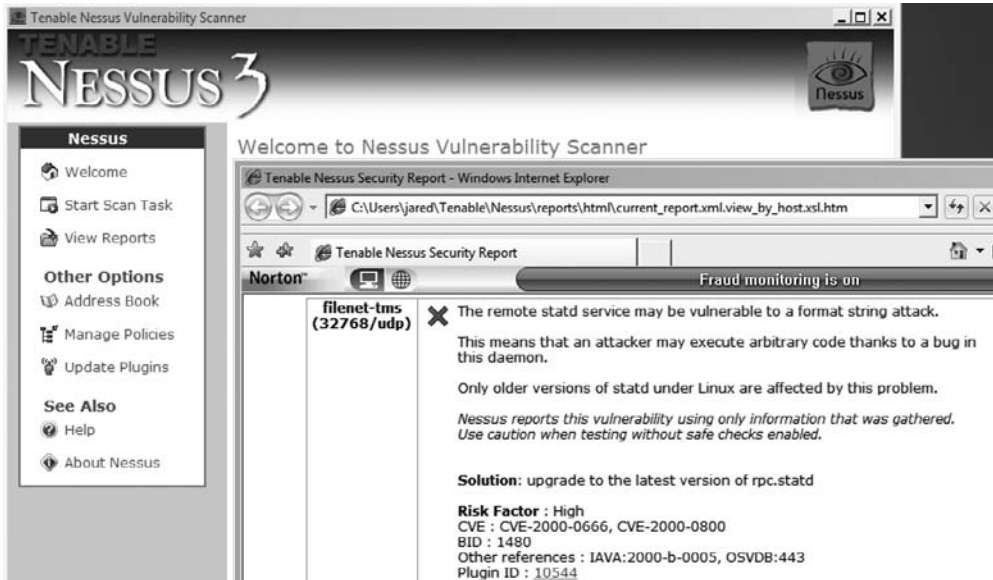 Tenable Nessus Vulnerability Scanner
TENABLE
NESSUS 3
Nessus
Nessus
Welcome
Start Scan Task
View Reports
Other Options
Address Book
Manage Policies
Update Plugins
See Also
Help
About Nessus
Welcome to Nessus Vulnerability Scanner
Tenable Nessus Security Report - Windows Internet Explorer
C:\Users\jared\Tenable\Nessus\reports\html\current_report.xml.view_by_host.xsl.htm
Tenable Nessus Security Report
Norton™
Fraud monitoring is on
filenet-tms
(32768/udp)
The remote statd service may be vulnerable to a format string attack.
This means that an attacker may execute arbitrary code thanks to a bug in
this daemon.
Only older versions of statd under Linux are affected by this problem.
Nessus reports this vulnerability using only information that was gathered.
Use caution when testing without safe checks enabled.
Solution: upgrade to the latest version of rpc.statd
Risk Factor : High
CVE : CVE-2000-0666, CVE-2000-0800
BID : 1480
Other references : IAVA:2000-b-0005, OSVDB:443
Plugin ID : 10544